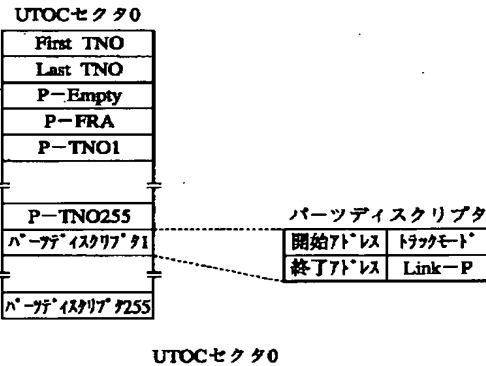 UTOCセクタ0
First TNO
Last TNO
P-Empty
P-FRA
P-TNO1
P-TNO255
ﾊﾟｰﾂﾃﾞｨｽｸﾘﾌﾟﾀ1
ﾊﾟｰﾂﾃﾞｨｽｸﾘﾌﾟﾀ255
パーツディスクリプタ
開始ｱﾄﾞﾚｽ ﾄﾗｯｸﾓｰﾄﾞ
終了ｱﾄﾞﾚｽ Link-P
UTOCセクタ0